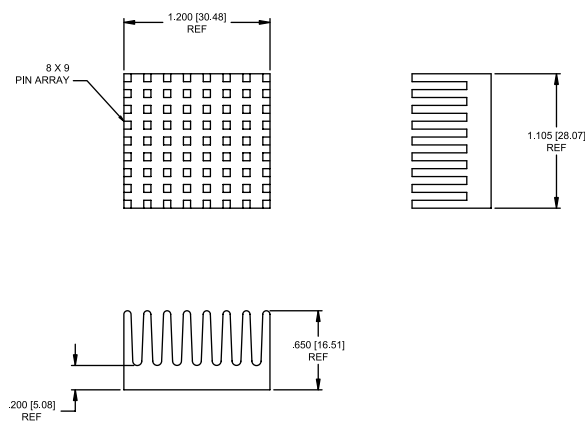 1.200 [30.48]
REF
8 X 9
PIN ARRAY
1.105 [28.07]
REF
.650 [16.51]
REF
.200 [5.08]
REF